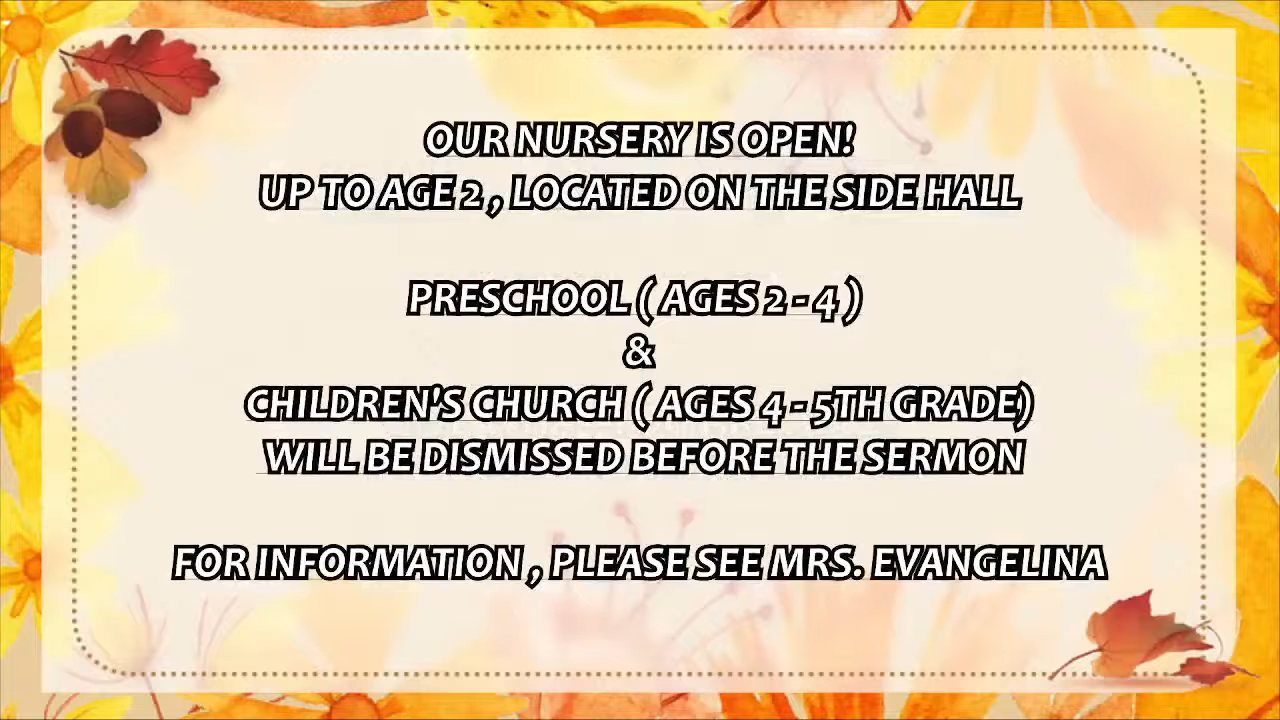 OUR NURSERY IS OPEN!
UP TO AGE 2 , LOCATED ON THE SIDE HALL
PRESCHOOL ( AGES 2 - 4 )
&
CHILDREN'S CHURCH ( AGES 4 - 5TH GRADE)
WILL BE DISMISSED BEFORE THE SERMON
FOR INFORMATION , PLEASE SEE MRS. EVANGELINA